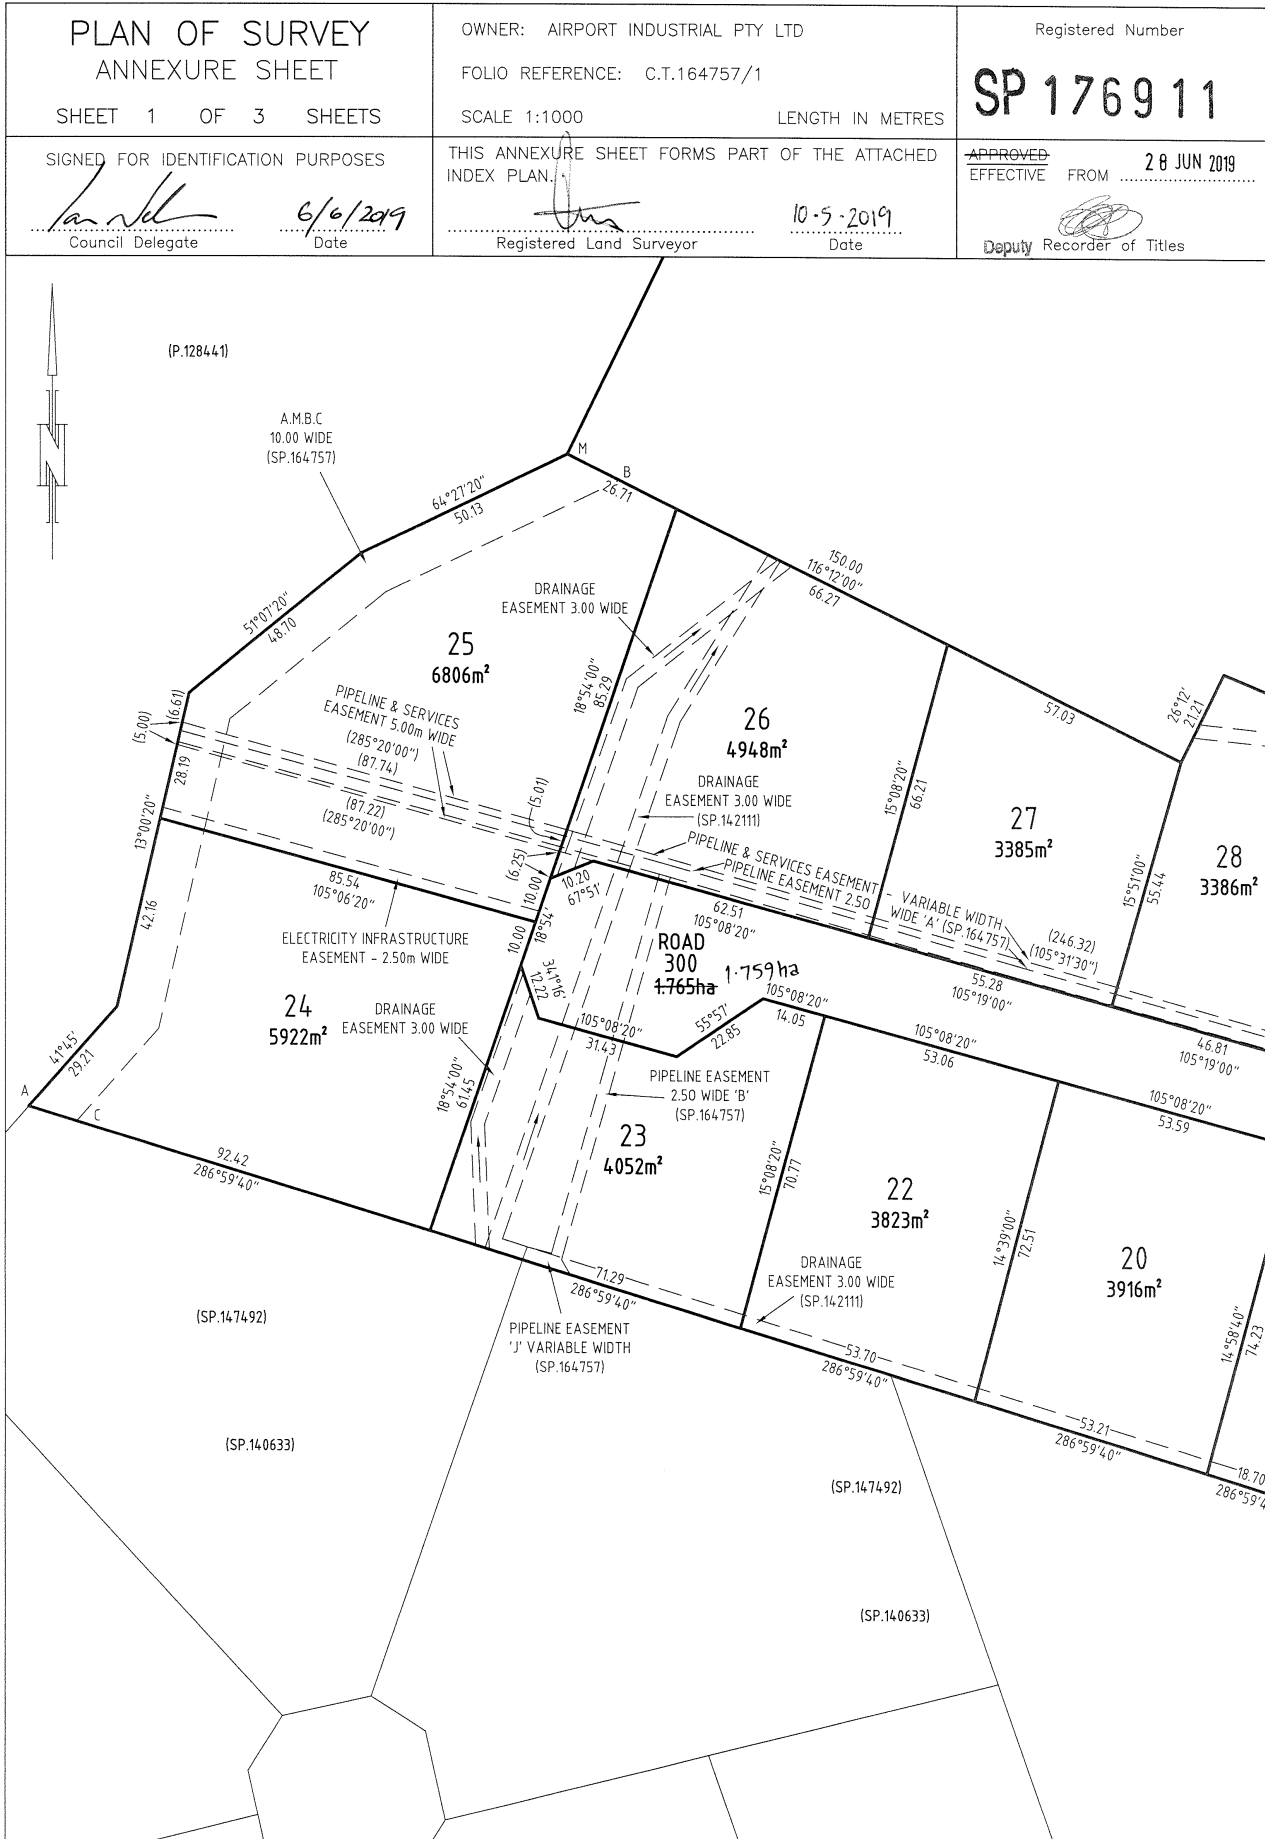 PLAN OF SURVEY
ANNEXURE SHEET
SHEET 1 OF 3 SHEETS
OWNER: AIRPORT INDUSTRIAL PTY LTD
FOLIO REFERENCE: C.T.164757/1
SCALE 1:1000 LENGTH IN METRES
Registered Number
SP 176911
SIGNED FOR IDENTIFICATION PURPOSES
6/6/2019
Council Delegate Date
THIS ANNEXURE SHEET FORMS PART OF THE ATTACHED
INDEX PLAN.
10-5-2019
Registered Land Surveyor Date
APPROVED
EFFECTIVE FROM 28 JUN 2019
Deputy Recorder of Titles
N
(P.128441)
A.M.B.C
10.00 WIDE
(SP.164757)
M
B
26.71
64°27'20"
50.13
150.00
116°12'00"
66.27
51°07'20"
48.70
DRAINAGE
EASEMENT 3.00 WIDE
25
6806m²
18°54'00"
85.29
57.03
26°12'
21.21
(6.61)
(5.00)
28.19
PIPELINE & SERVICES
EASEMENT 5.00m WIDE
(285°20'00")
(87.74)
(87.22)
(285°20'00")
26
4948m²
DRAINAGE
EASEMENT 3.00 WIDE
(SP.142111)
15°08'20"
66.21
27
3385m²
28
3386m²
13°00'20"
42.16
(5.01)
(6.25)
PIPELINE & SERVICES EASEMENT - VARIABLE WIDTH
PIPELINE EASEMENT 2.50 WIDE 'A' (SP.164757)
15°51'00"
55.44
85.54
105°06'20"
10.00
10.00
18°54'
10.20
67°51'
62.51
105°08'20"
(246.32)
(105°31'30")
ELECTRICITY INFRASTRUCTURE
EASEMENT - 2.50m WIDE
ROAD
300
1.765ha 1.759ha
55.28
105°19'00"
24
5922m²
DRAINAGE
EASEMENT 3.00 WIDE
341°16'
12.22
105°08'20"
31.43
55°57'
22.85
105°08'20"
14.05
105°08'20"
53.06
46.81
105°19'00"
41°45'
29.21
A
C
18°54'00"
61.45
PIPELINE EASEMENT
2.50 WIDE 'B'
(SP.164757)
105°08'20"
53.59
23
4052m²
92.42
286°59'40"
15°08'20"
70.77
22
3823m²
14°39'00"
72.51
20
3916m²
DRAINAGE
EASEMENT 3.00 WIDE
(SP.142111)
71.29
286°59'40"
14°58'40"
74.23
(SP.147492)
PIPELINE EASEMENT
'J' VARIABLE WIDTH
(SP.164757)
53.70
286°59'40"
53.21
286°59'40"
18.70
286°59'4
(SP.140633)
(SP.147492)
(SP.140633)